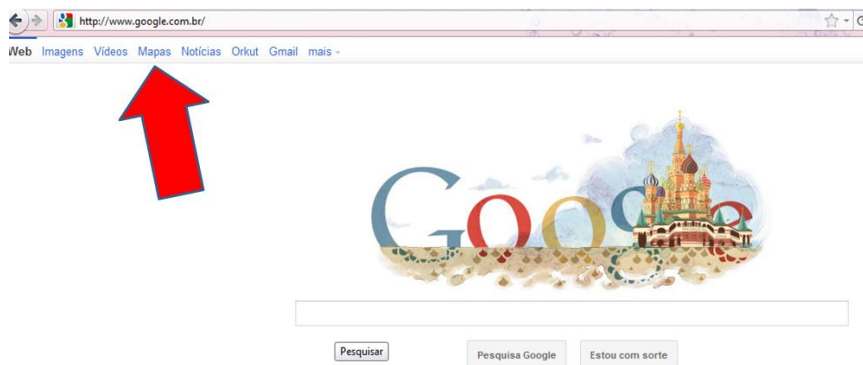 http://www.google.com.br/
Web Imagens Vídeos Mapas Notícias Orkut Gmail mais
Google
Pesquisar
Pesquisa Google Estou com sorte